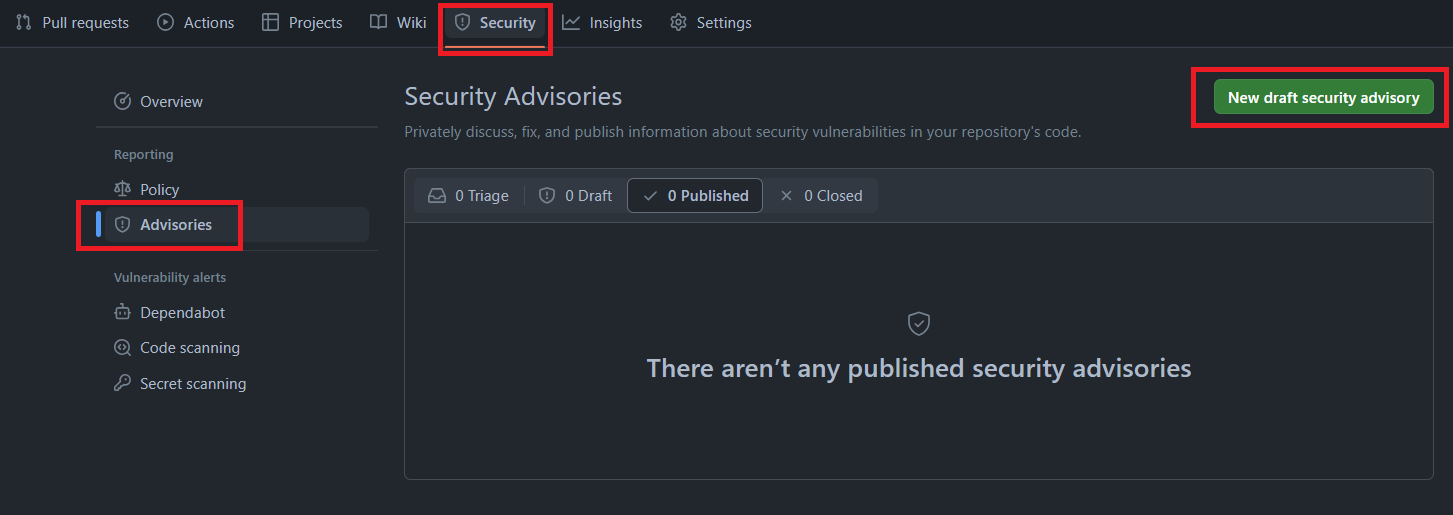 Pull requests Actions Projects Wiki Security Insights Settings
Overview
Reporting
Policy
Advisories
Vulnerability alerts
Dependabot
Code scanning
Secret scanning
Security Advisories
New draft security advisory
Privately discuss, fix, and publish information about security vulnerabilities in your repository's code.
0 Triage 0 Draft 0 Published 0 Closed
There aren’t any published security advisories